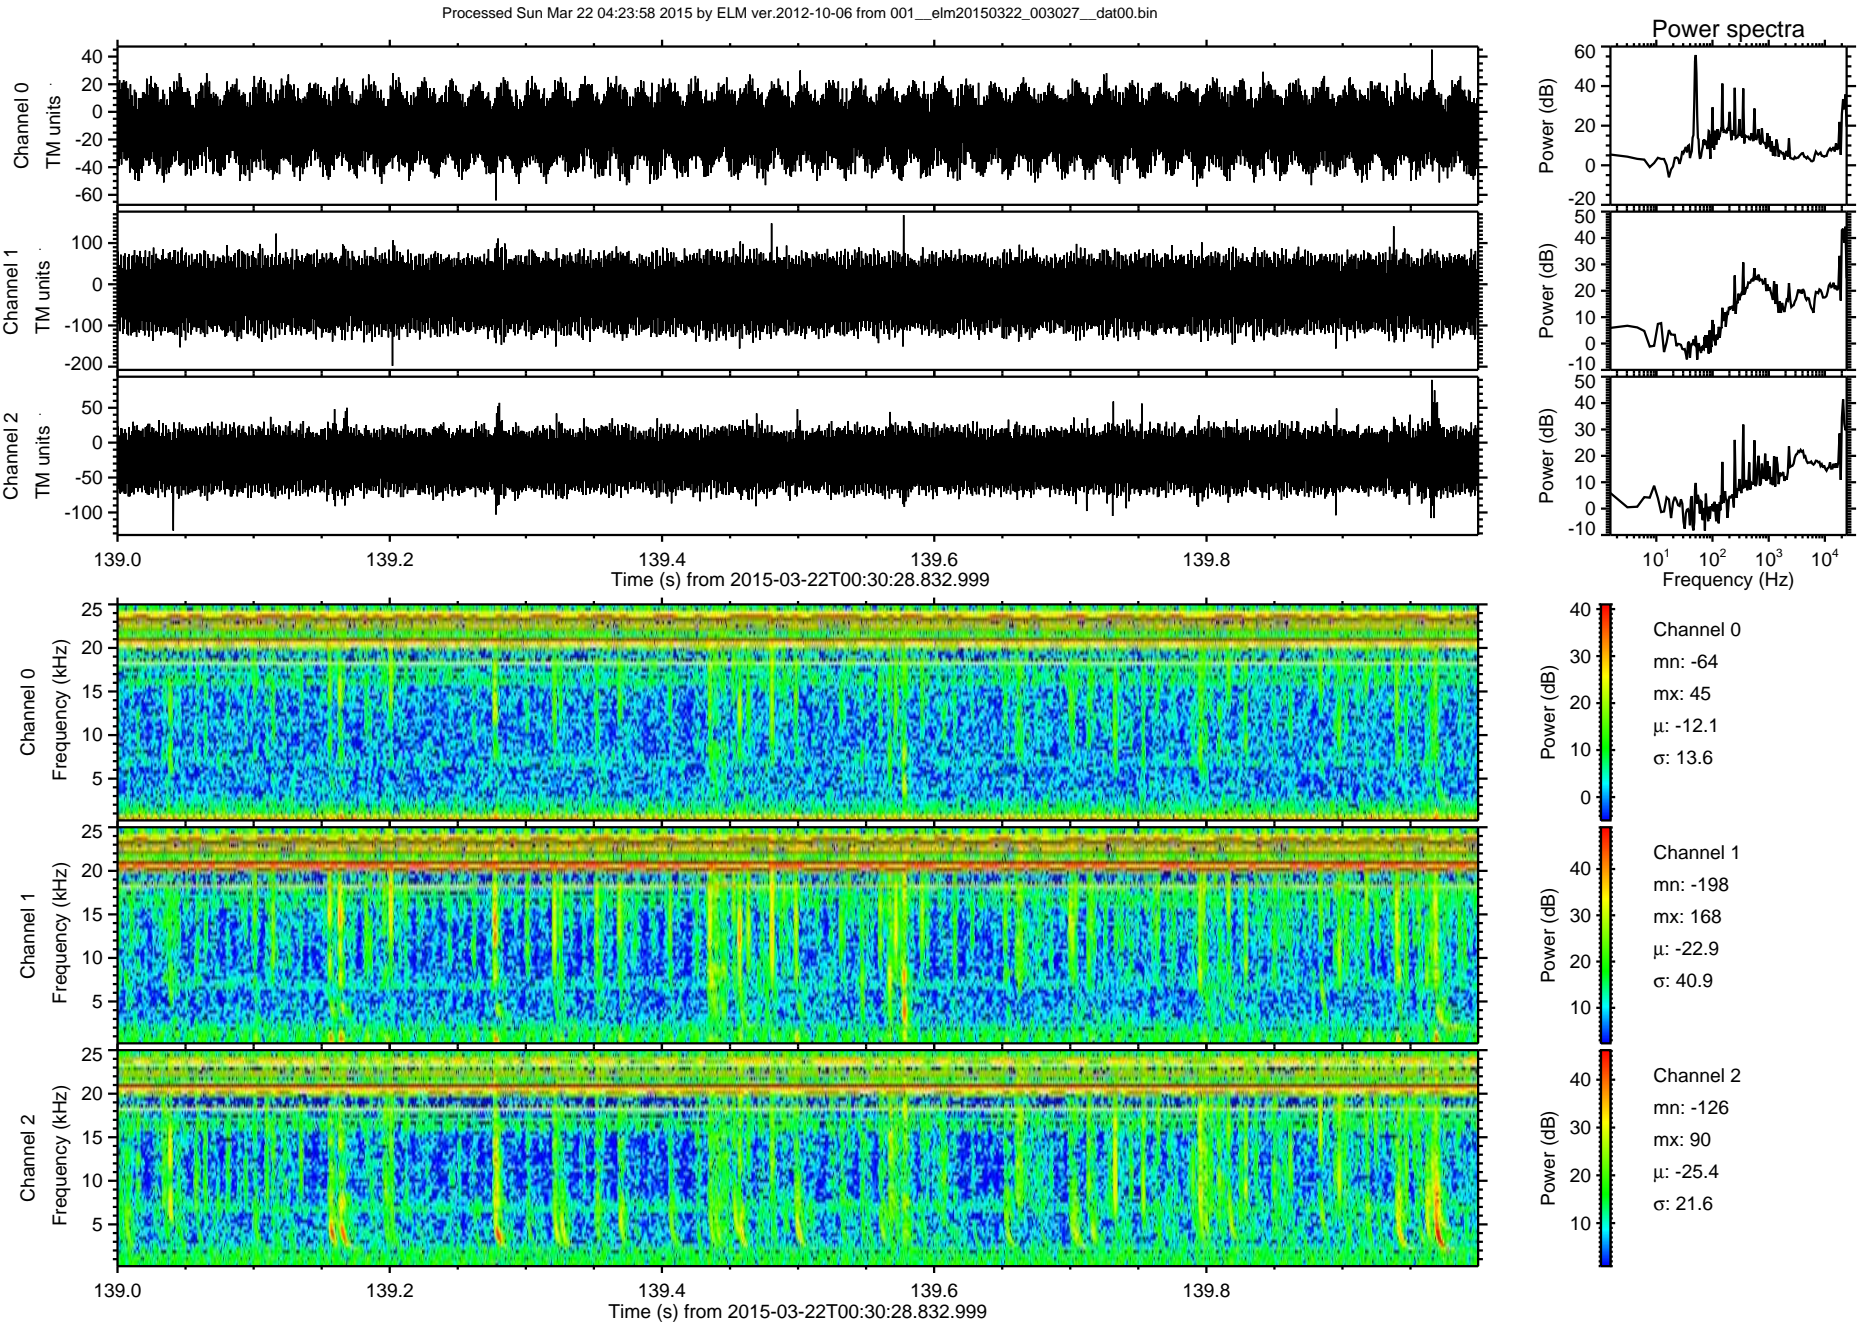 Processed Sun Mar 22 04:23:58 2015 by ELM ver.2012-10-06 from 001__elm20150322_003027__dat00.bin
Power spectra
Channel 0
TM units
40
20
0
-20
-40
-60
Power (dB)
60
40
20
0
-20
Channel 1
TM units
100
0
-100
-200
Power (dB)
50
40
30
20
10
0
-10
Channel 2
TM units
50
0
-50
-100
Power (dB)
50
40
30
20
10
0
-10
139.0 139.2 139.4 139.6 139.8
Time (s) from 2015-03-22T00:30:28.832.999
10^1 10^2 10^3 10^4
Frequency (Hz)
Channel 0
Frequency (kHz)
25
20
15
10
5
Power (dB)
40
30
20
10
0
Channel 0
mn: -64
mx: 45
μ: -12.1
σ: 13.6
Channel 1
Frequency (kHz)
25
20
15
10
5
Power (dB)
40
30
20
10
Channel 1
mn: -198
mx: 168
μ: -22.9
σ: 40.9
Channel 2
Frequency (kHz)
25
20
15
10
5
Power (dB)
40
30
20
10
Channel 2
mn: -126
mx: 90
μ: -25.4
σ: 21.6
139.0 139.2 139.4 139.6 139.8
Time (s) from 2015-03-22T00:30:28.832.999